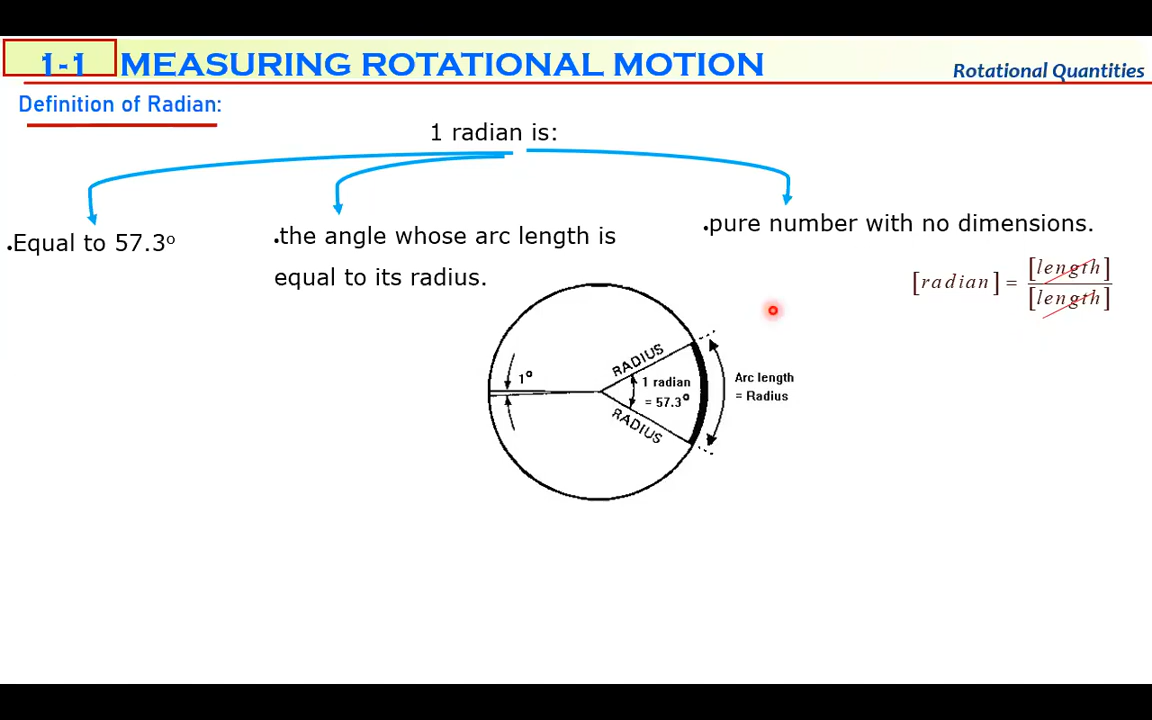 1-1 MEASURING ROTATIONAL MOTION
Rotational Quantities
Definition of Radian:
1 radian is:
.Equal to 57.3º
.the angle whose arc length is
equal to its radius.
.pure number with no dimensions.
[radian] = [length] / [length]
1º
RADIUS
1 radian
= 57.3º
RADIUS
Arc length
= Radius